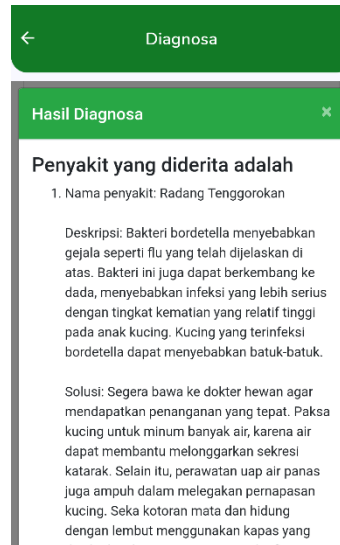 Diagnosa
Hasil Diagnosa
×
Penyakit yang diderita adalah
1. Nama penyakit: Radang Tenggorokan
Deskripsi: Bakteri bordetella menyebabkan
gejala seperti flu yang telah dijelaskan di
atas. Bakteri ini juga dapat berkembang ke
dada, menyebabkan infeksi yang lebih serius
dengan tingkat kematian yang relatif tinggi
pada anak kucing. Kucing yang terinfeksi
bordetella dapat menyebabkan batuk-batuk.
Solusi: Segera bawa ke dokter hewan agar
mendapatkan penanganan yang tepat. Paksa
kucing untuk minum banyak air, karena air
dapat membantu melonggarkan sekresi
katarak. Selain itu, perawatan uap air panas
juga ampuh dalam melegakan pernapasan
kucing. Seka kotoran mata dan hidung
dengan lembut menggunakan kapas yang